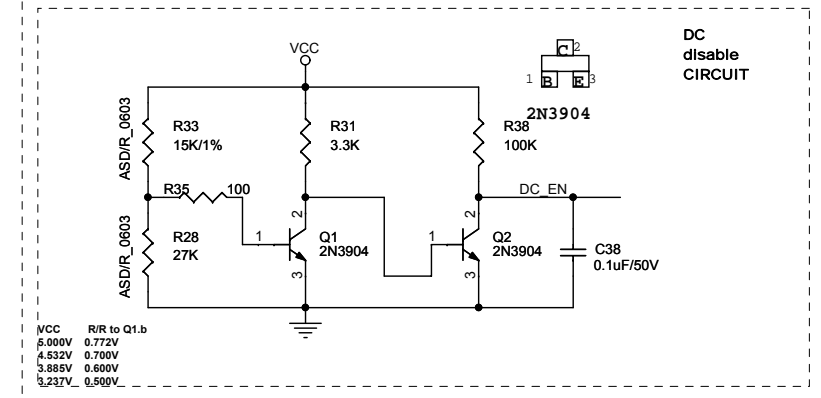 DC
disable
CIRCUIT
VCC
C 2
1 B E 3
2N3904
ASD/R_0603
R33
15K/1%
R31
3.3K
R38
100K
R35 100
DC_EN
ASD/R_0603
R28
27K
1
2
3
Q1
2N3904
1
2
3
Q2
2N3904
C38
0.1uF/50V
VCC R/R to Q1.b
5.000V 0.772V
4.532V 0.700V
3.885V 0.600V
3.237V 0.500V